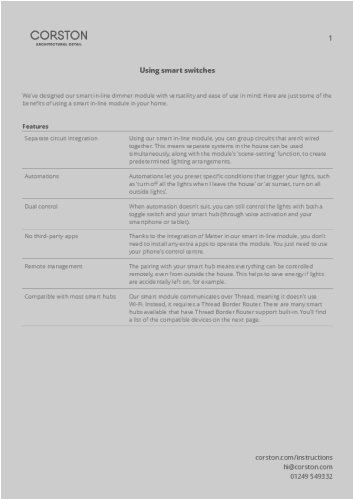 CORSTON
ARCHITECTURAL DETAIL
1
Using smart switches
We've designed our smart in-line dimmer module with versatility and ease of use in mind. Here are just some of the
benefits of using a smart in-line module in your home.
Features
Separate circuit integration
Using our smart in-line module, you can group circuits that aren't wired
together. This means separate systems in the house can be used
simultaneously, along with the module's 'scene-setting' function, to create
predetermined lighting arrangements.
Automations
Automations let you preset specific conditions that trigger your lights, such
as 'turn off all the lights when I leave the house' or 'at sunset, turn on all
outside lights'.
Dual control
When automation doesn't suit, you can still control the lights with both a
toggle switch and your smart hub (through voice activation and your
smartphone or tablet).
No third-party apps
Thanks to the integration of Matter in our smart in-line module, you don't
need to install any extra apps to operate the module. You just need to use
your phone's control centre.
Remote management
The pairing with your smart hub means everything can be controlled
remotely, even from outside the house. This helps to save energy if lights
are accidentally left on, for example.
Compatible with most smart hubs
Our smart module communicates over Thread, meaning it doesn't use
Wi-Fi. Instead, it requires a Thread Border Router. There are many smart
hubs available that have Thread Border Router support built-in. You'll find
a list of the compatible devices on the next page.
corston.com/instructions
hi@corston.com
01249 549332